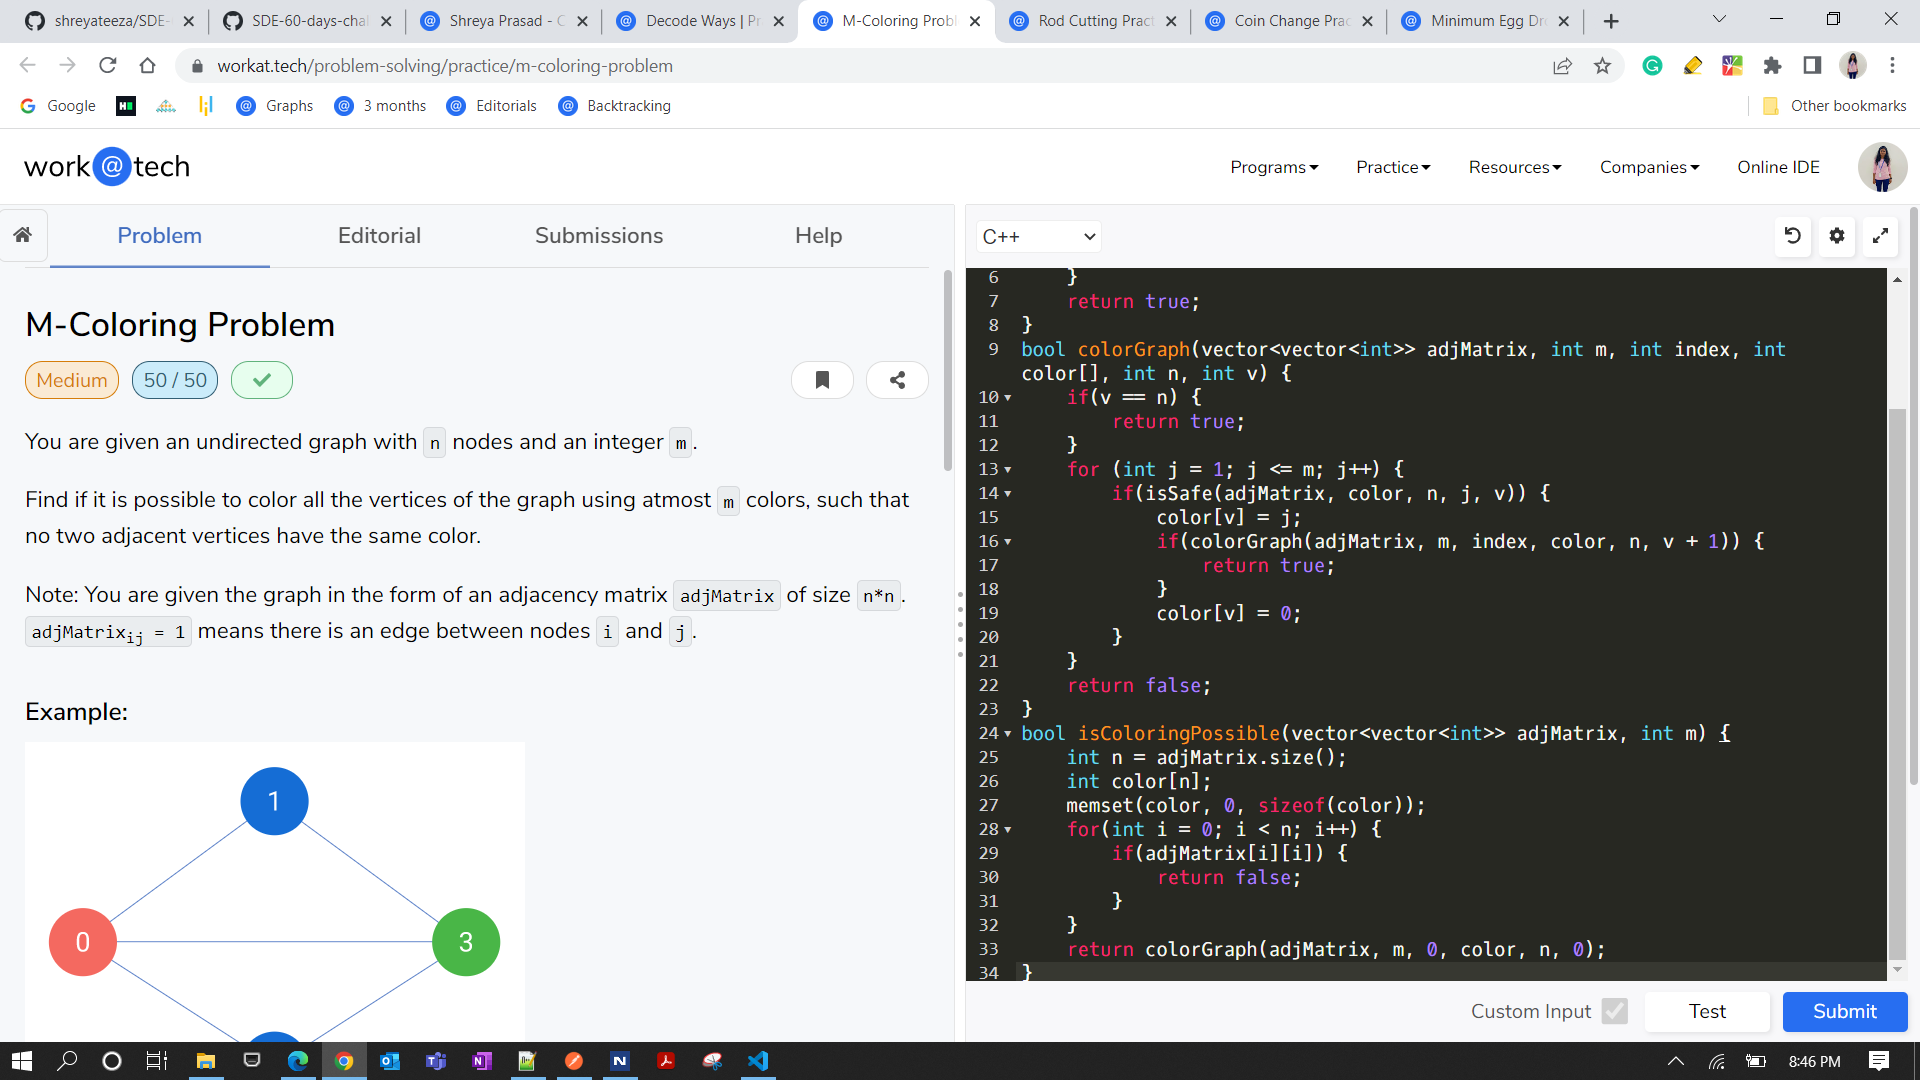 shreyateeza/SDE-
SDE-60-days-chal
Shreya Prasad - C
Decode Ways | Pr
M-Coloring Probl
Rod Cutting Pract
Coin Change Prac
Minimum Egg Dro
workat.tech/problem-solving/practice/m-coloring-problem
Google
Graphs
3 months
Editorials
Backtracking
Other bookmarks
work@tech
Programs
Practice
Resources
Companies
Online IDE
Problem
Editorial
Submissions
Help
M-Coloring Problem
Medium
50 / 50
You are given an undirected graph with n nodes and an integer m.
Find if it is possible to color all the vertices of the graph using atmost m colors, such that
no two adjacent vertices have the same color.
Note: You are given the graph in the form of an adjacency matrix adjMatrix of size n*n.
adjMatrixij = 1 means there is an edge between nodes i and j.
Example:
1
0
3
C++
6 }
7 return true;
8 }
9 bool colorGraph(vector<vector<int>> adjMatrix, int m, int index, int
color[], int n, int v) {
10 if(v == n) {
11 return true;
12 }
13 for (int j = 1; j <= m; j++) {
14 if(isSafe(adjMatrix, color, n, j, v)) {
15 color[v] = j;
16 if(colorGraph(adjMatrix, m, index, color, n, v + 1)) {
17 return true;
18 }
19 color[v] = 0;
20 }
21 }
22 return false;
23 }
24 bool isColoringPossible(vector<vector<int>> adjMatrix, int m) {
25 int n = adjMatrix.size();
26 int color[n];
27 memset(color, 0, sizeof(color));
28 for(int i = 0; i < n; i++) {
29 if(adjMatrix[i][i]) {
30 return false;
31 }
32 }
33 return colorGraph(adjMatrix, m, 0, color, n, 0);
34 }
Custom Input
Test
Submit
8:46 PM